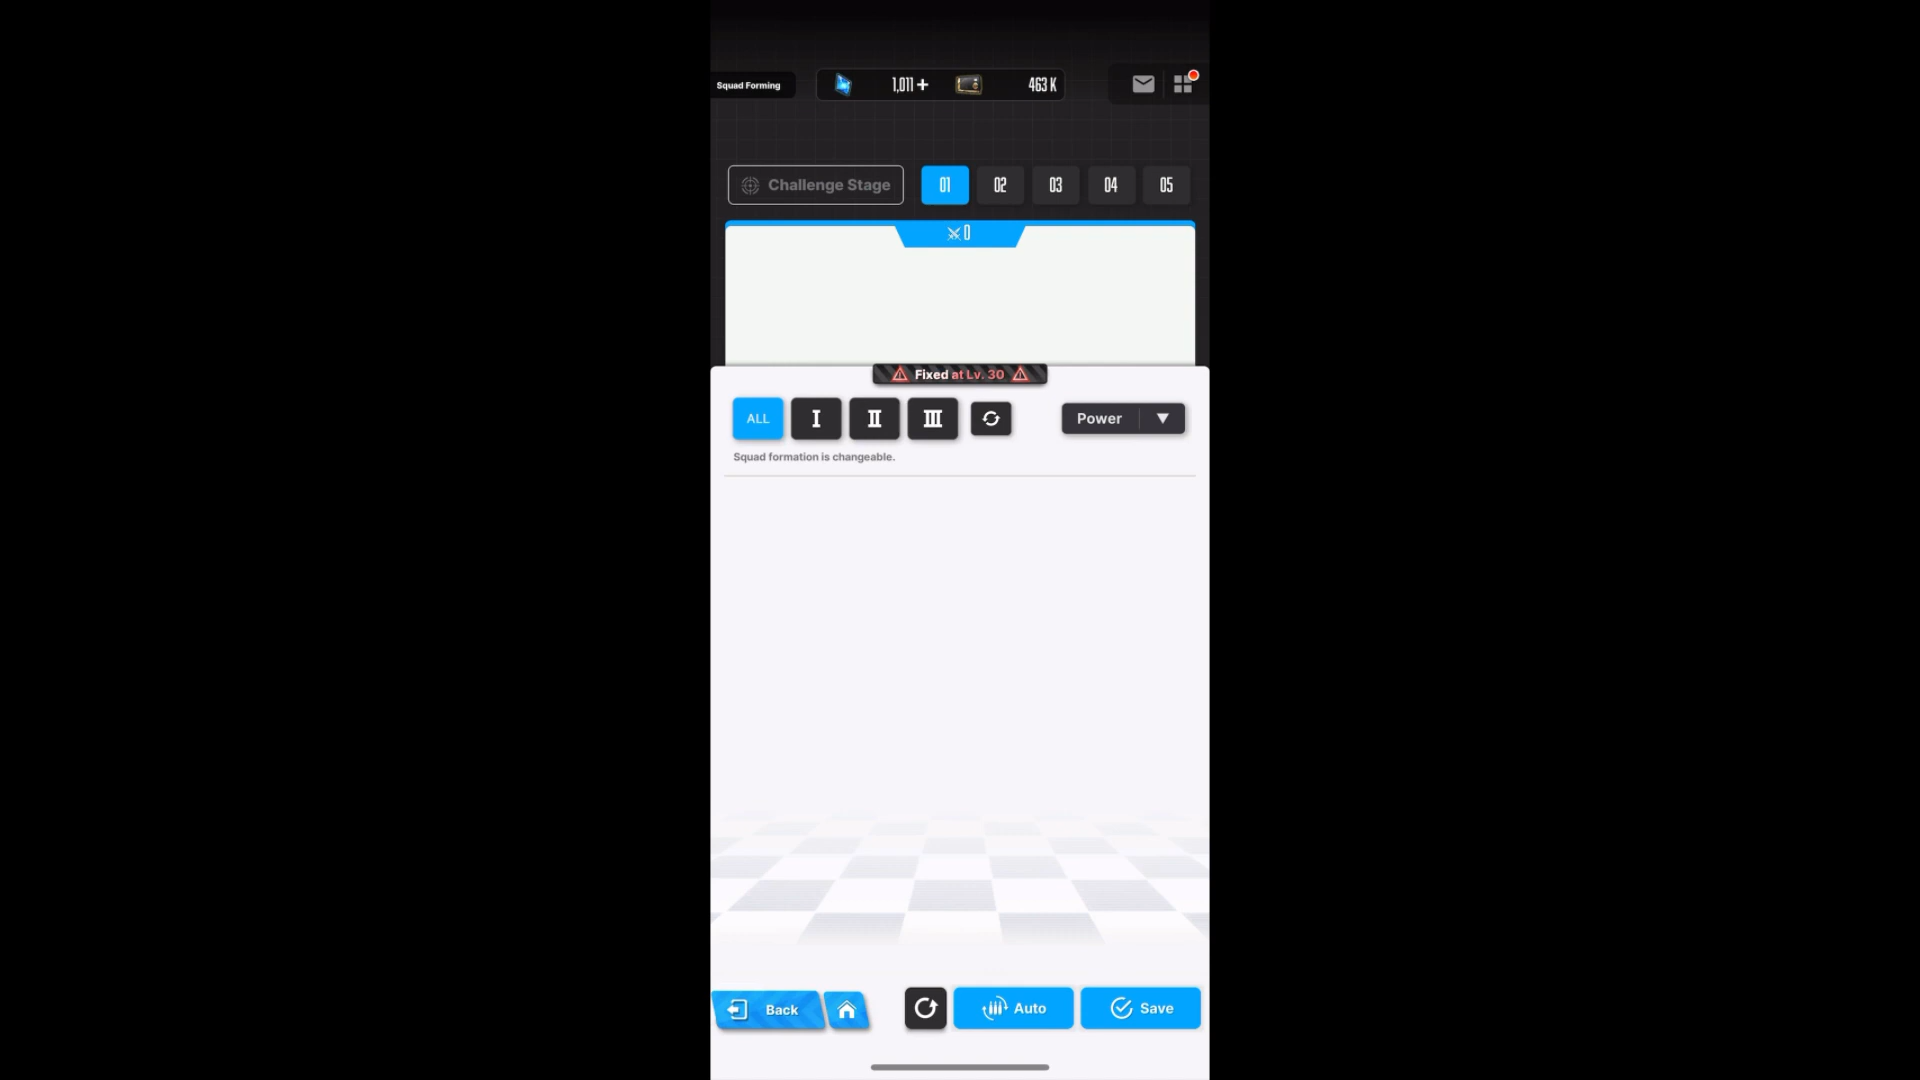 Squad Forming
1,011 +
463 K
Challenge Stage
01
02
03
04
05
0
Fixed at Lv. 30
ALL
I
II
III
Power
Squad formation is changeable.
Back
Auto
Save